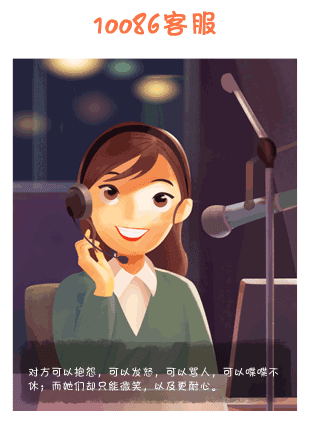 10086客服
对方可以抱怨，可以发怒，可以骂人，可以喋喋不
休；而她们却只能微笑，以及更耐心。